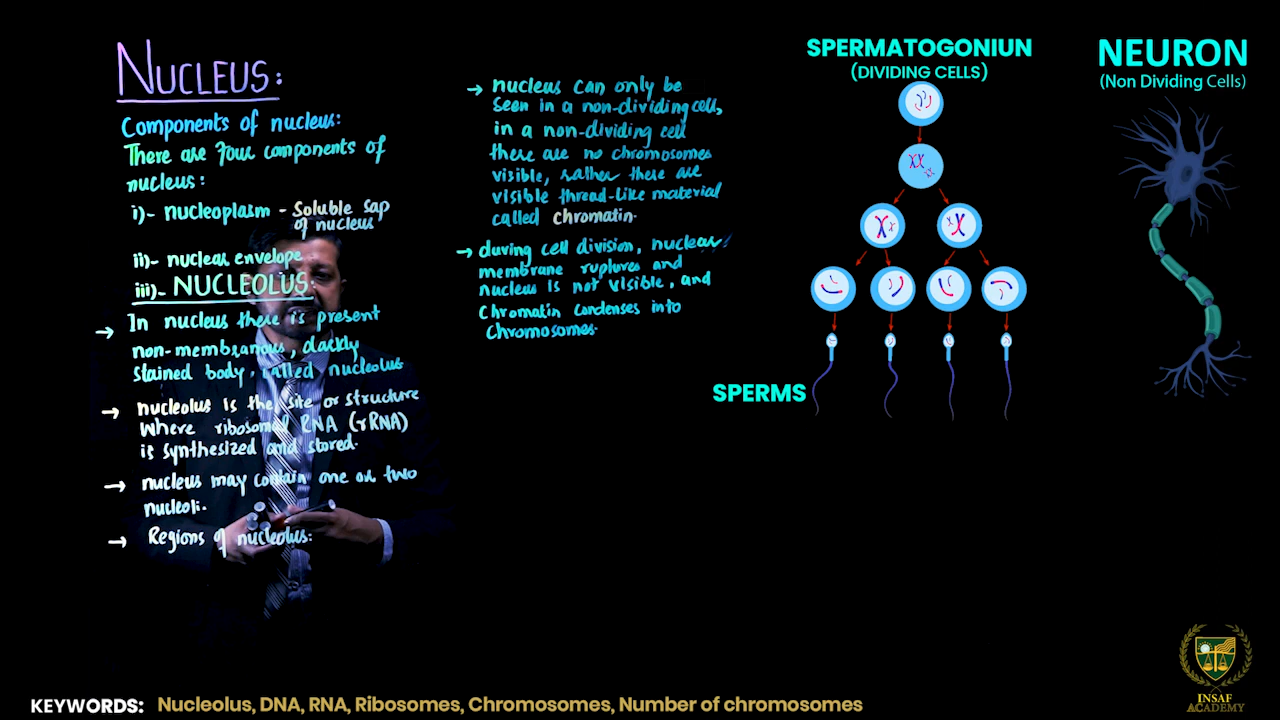 NUCLEUS:
Components of nucleus:
There are four components of
nucleus:
i)- nucleoplasm - Soluble sap
of nucleus
ii)- nuclear envelope
iii)- NUCLEOLUS:
→ In nucleus there is present
non-membranous, darkly
stained body, called nucleolus
→ nucleolus is the site or structure
where ribosomal RNA (rRNA)
is synthesized and stored.
→ nucleus may contain one or two
nucleoli.
→ Regions of nucleolus:
→ nucleus can only be
seen in a non-dividing cell,
in a non-dividing cell
there are no chromosomes
visible, rather there are
visible thread-like material
called chromatin.
→ during cell division, nuclear
membrane ruptures and
nucleus is not visible, and
Chromatin condenses into
Chromosomes.
SPERMATOGONIUN
(DIVIDING CELLS)
SPERMS
NEURON
(Non Dividing Cells)
INSAF
ACADEMY
KEYWORDS: Nucleolus, DNA, RNA, Ribosomes, Chromosomes, Number of chromosomes